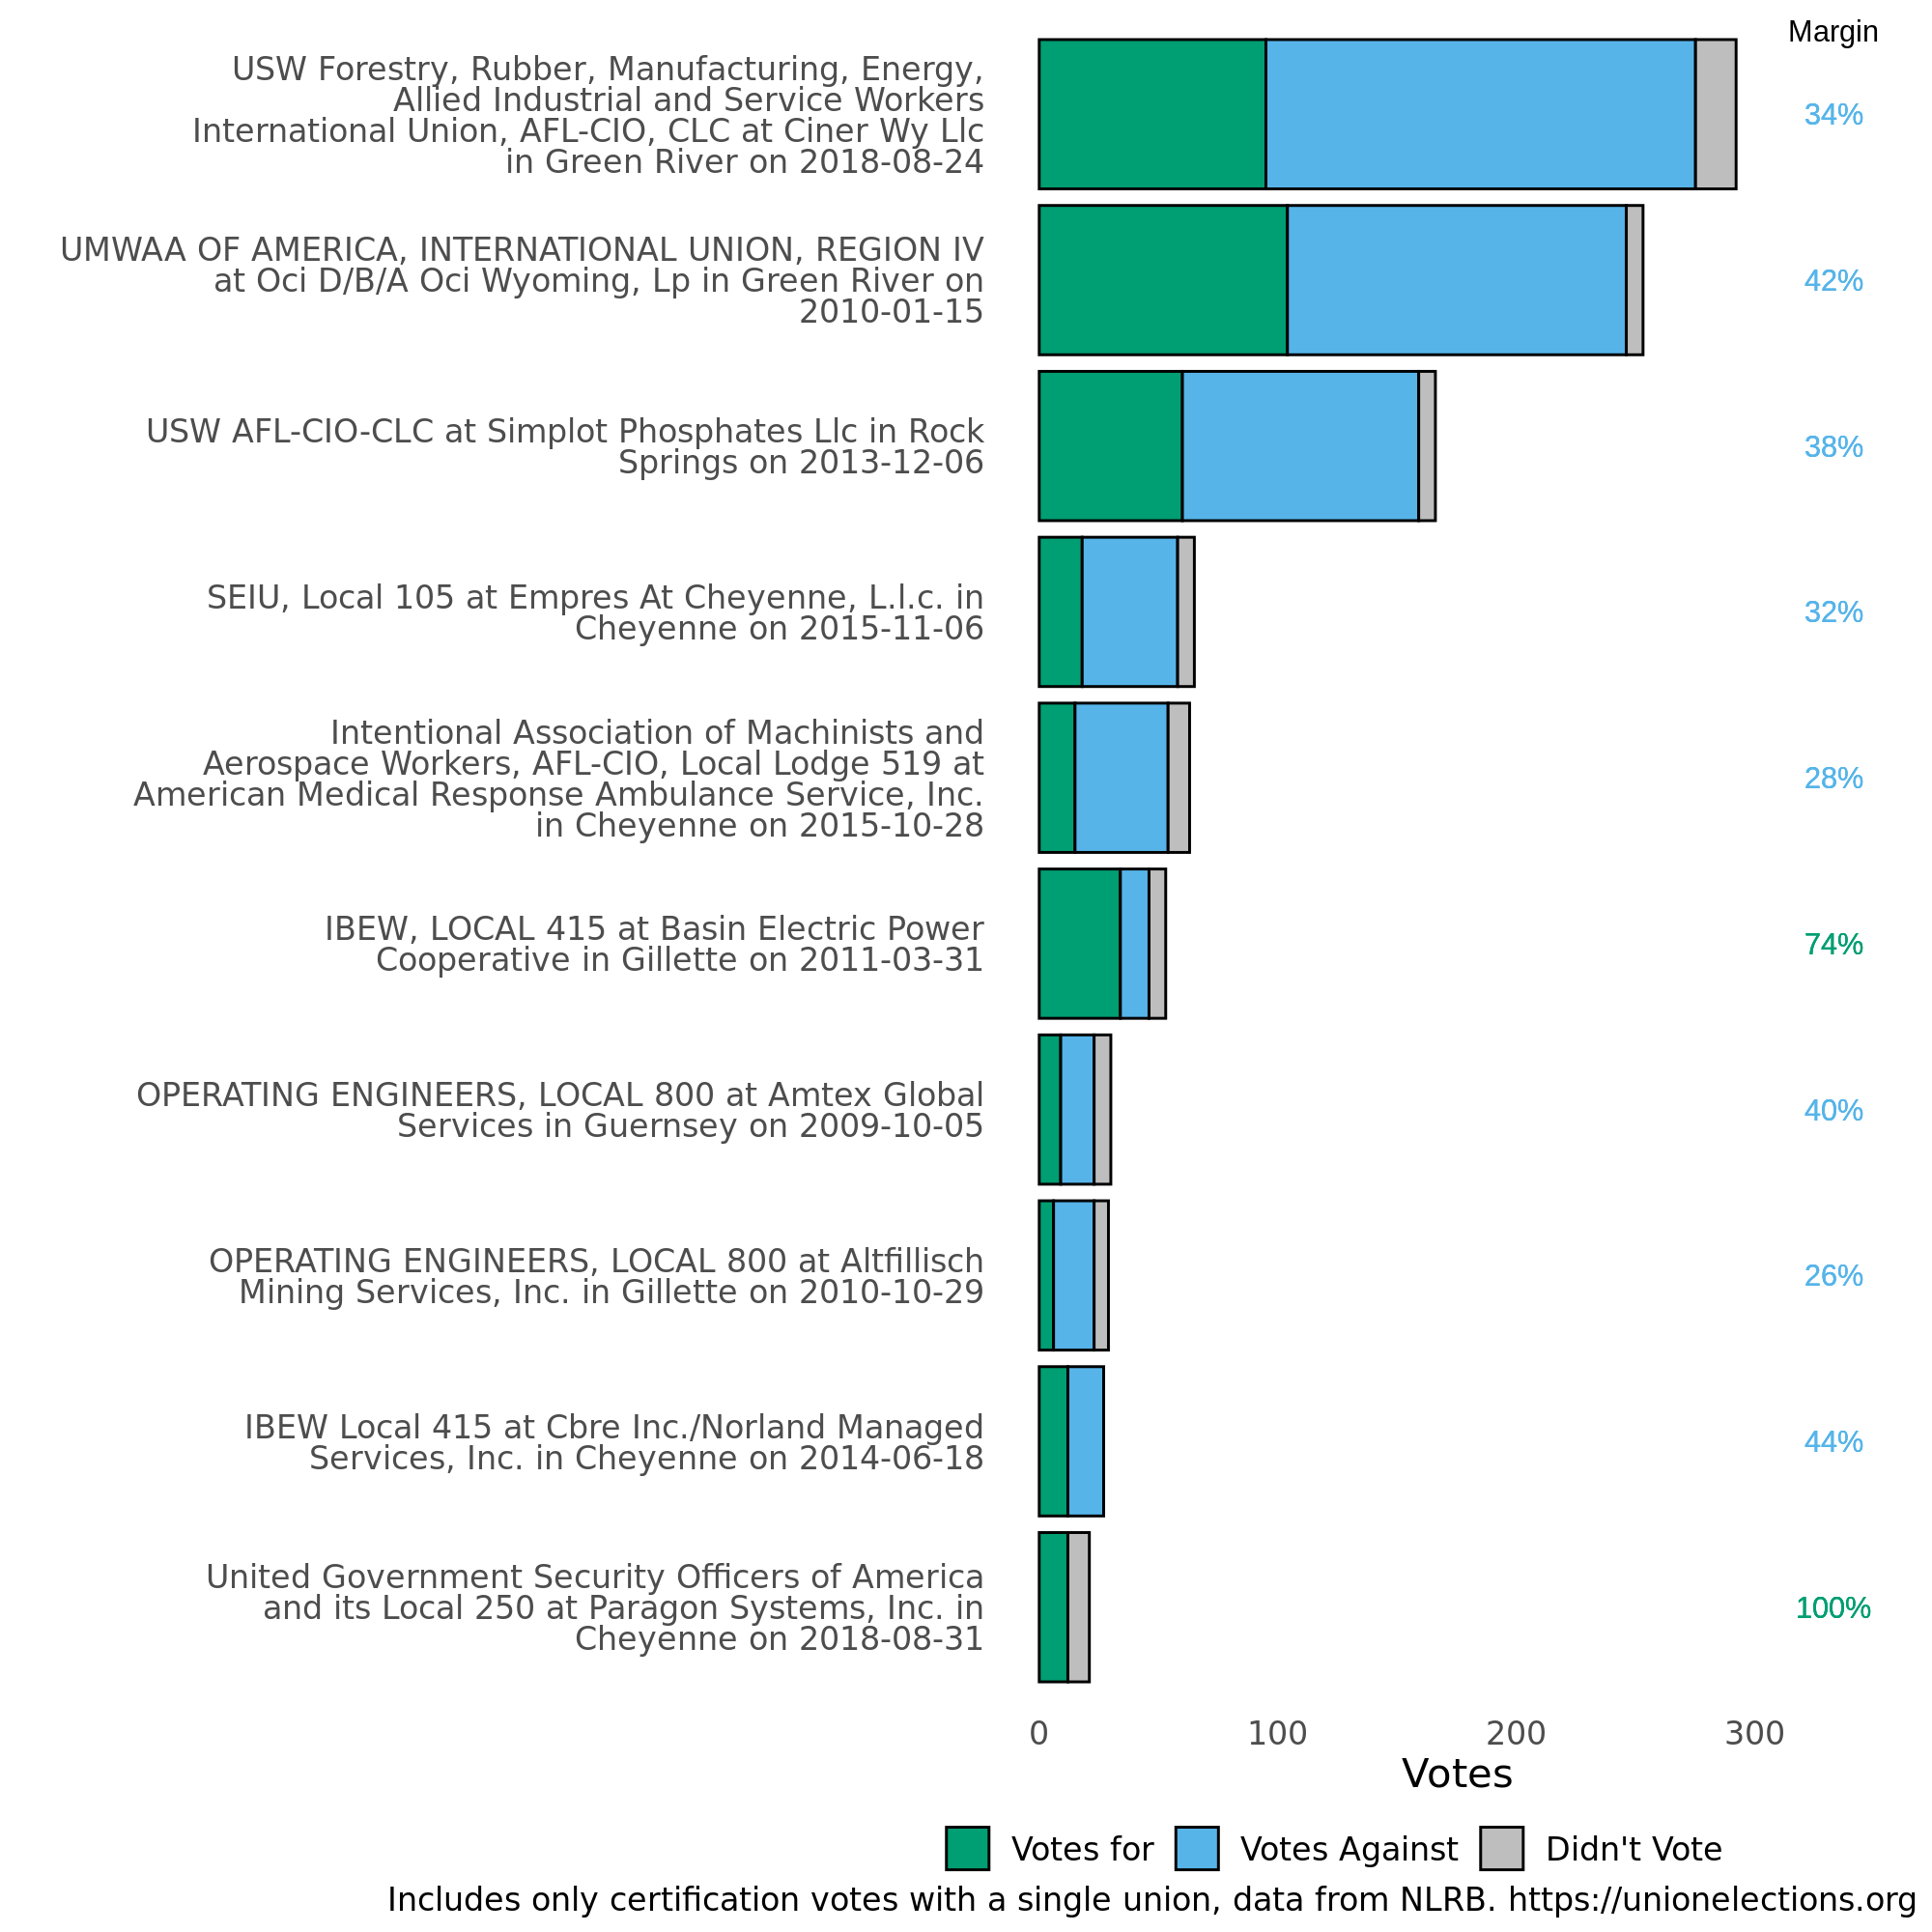 Margin
USW Forestry, Rubber, Manufacturing, Energy,
Allied Industrial and Service Workers
International Union, AFL-CIO, CLC at Ciner Wy Llc
in Green River on 2018-08-24
34%
UMWAA OF AMERICA, INTERNATIONAL UNION, REGION IV
at Oci D/B/A Oci Wyoming, Lp in Green River on
2010-01-15
42%
USW AFL-CIO-CLC at Simplot Phosphates Llc in Rock
Springs on 2013-12-06
38%
SEIU, Local 105 at Empres At Cheyenne, L.l.c. in
Cheyenne on 2015-11-06
32%
Intentional Association of Machinists and
Aerospace Workers, AFL-CIO, Local Lodge 519 at
American Medical Response Ambulance Service, Inc.
in Cheyenne on 2015-10-28
28%
IBEW, LOCAL 415 at Basin Electric Power
Cooperative in Gillette on 2011-03-31
74%
OPERATING ENGINEERS, LOCAL 800 at Amtex Global
Services in Guernsey on 2009-10-05
40%
OPERATING ENGINEERS, LOCAL 800 at Altfillisch
Mining Services, Inc. in Gillette on 2010-10-29
26%
IBEW Local 415 at Cbre Inc./Norland Managed
Services, Inc. in Cheyenne on 2014-06-18
44%
United Government Security Officers of America
and its Local 250 at Paragon Systems, Inc. in
Cheyenne on 2018-08-31
100%
0 100 200 300
Votes
Votes for Votes Against Didn't Vote
Includes only certification votes with a single union, data from NLRB. https://unionelections.org